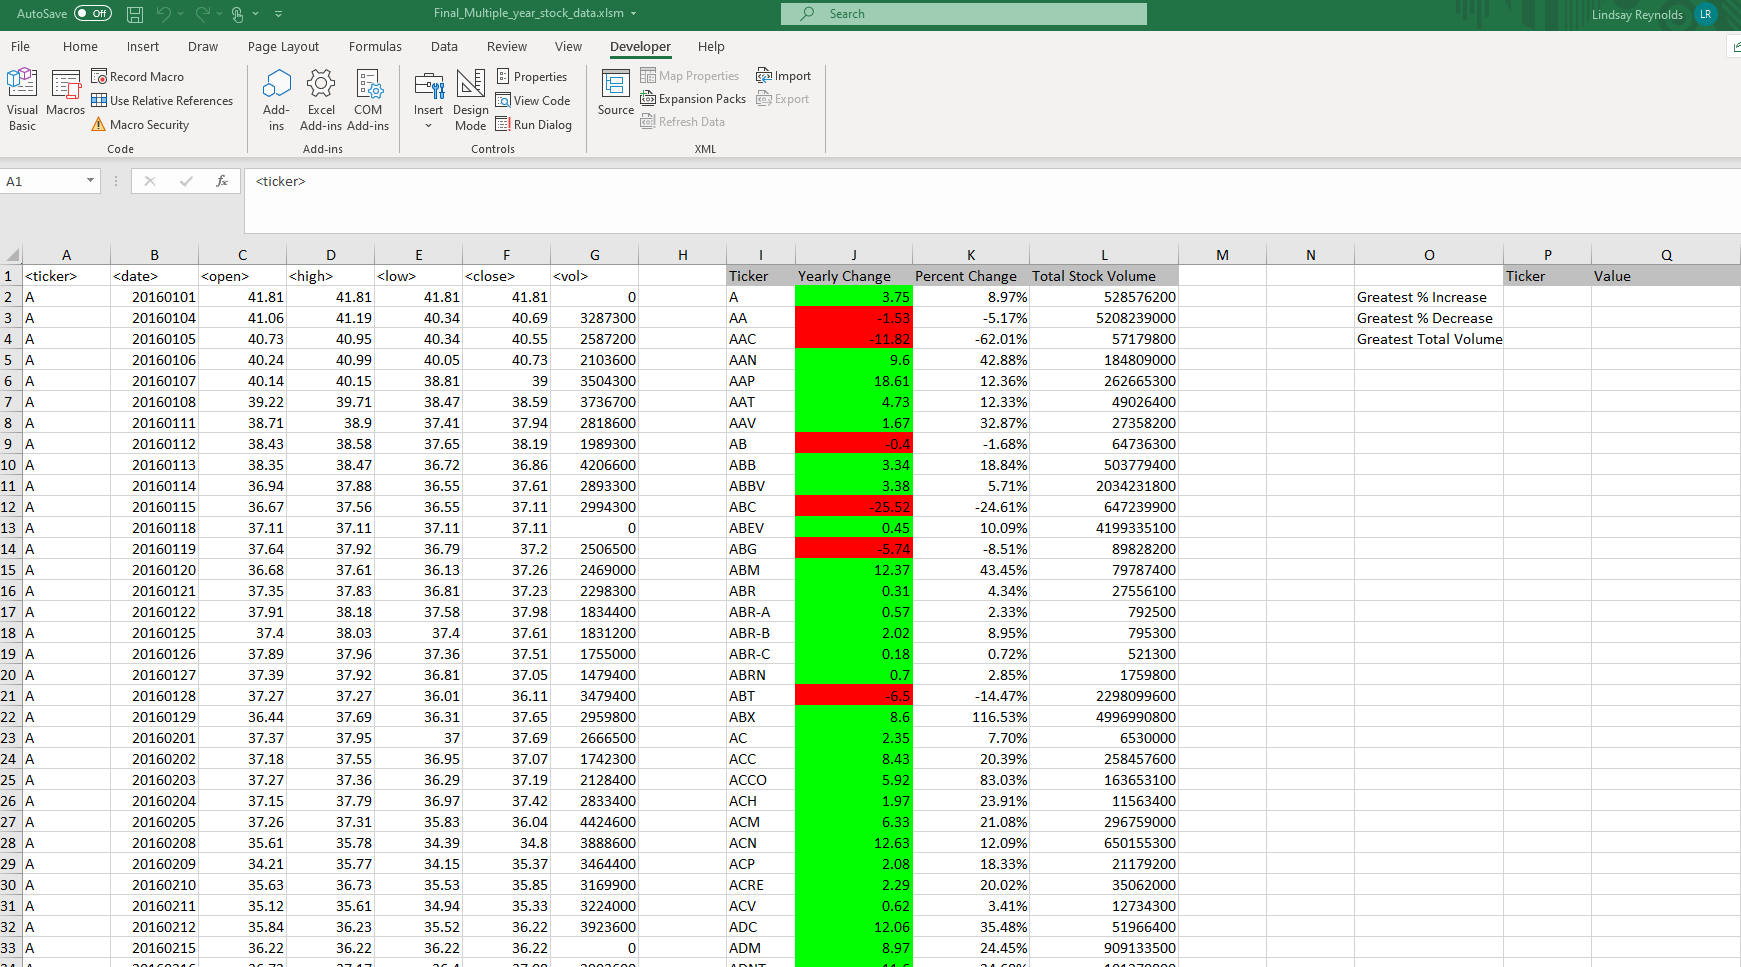 AutoSave Off Final_Multiple_year_stock_data.xlsm Search Lindsay Reynolds LR
File Home Insert Draw Page Layout Formulas Data Review View Developer Help
Visual Basic
Macros
Record Macro
Use Relative References
Macro Security
Code
Add-ins
Excel Add-ins
COM Add-ins
Add-ins
Insert
Design Mode
Properties
View Code
Run Dialog
Controls
Source
Map Properties
Expansion Packs
Refresh Data
Import
Export
XML
A1 fx <ticker>
A B C D E F G H I J K L M N O P Q
1 <ticker> <date> <open> <high> <low> <close> <vol> Ticker Yearly Change Percent Change Total Stock Volume Ticker Value
2 A 20160101 41.81 41.81 41.81 41.81 0 A 3.75 8.97% 528576200 Greatest % Increase
3 A 20160104 41.06 41.19 40.34 40.69 3287300 AA -1.53 -5.17% 5208239000 Greatest % Decrease
4 A 20160105 40.73 40.95 40.34 40.55 2587200 AAC -11.82 -62.01% 57179800 Greatest Total Volume
5 A 20160106 40.24 40.99 40.05 40.73 2103600 AAN 9.6 42.88% 184809000
6 A 20160107 40.14 40.15 38.81 39 3504300 AAP 18.61 12.36% 262665300
7 A 20160108 39.22 39.71 38.47 38.59 3736700 AAT 4.73 12.33% 49026400
8 A 20160111 38.71 38.9 37.41 37.94 2818600 AAV 1.67 32.87% 27358200
9 A 20160112 38.43 38.58 37.65 38.19 1989300 AB -0.4 -1.68% 64736300
10 A 20160113 38.35 38.47 36.72 36.86 4206600 ABB 3.34 18.84% 503779400
11 A 20160114 36.94 37.88 36.55 37.61 2893300 ABBV 3.38 5.71% 2034231800
12 A 20160115 36.67 37.56 36.55 37.11 2994300 ABC -25.52 -24.61% 647239900
13 A 20160118 37.11 37.11 37.11 37.11 0 ABEV 0.45 10.09% 4199335100
14 A 20160119 37.64 37.92 36.79 37.2 2506500 ABG -5.74 -8.51% 89828200
15 A 20160120 36.68 37.61 36.13 37.26 2469000 ABM 12.37 43.45% 79787400
16 A 20160121 37.35 37.83 36.81 37.23 2298300 ABR 0.31 4.34% 27556100
17 A 20160122 37.91 38.18 37.58 37.98 1834400 ABR-A 0.57 2.33% 792500
18 A 20160125 37.4 38.03 37.4 37.61 1831200 ABR-B 2.02 8.95% 795300
19 A 20160126 37.89 37.96 37.36 37.51 1755000 ABR-C 0.18 0.72% 521300
20 A 20160127 37.39 37.92 36.81 37.05 1479400 ABRN 0.7 2.85% 1759800
21 A 20160128 37.27 37.27 36.01 36.11 3479400 ABT -6.5 -14.47% 2298099600
22 A 20160129 36.44 37.69 36.31 37.65 2959800 ABX 8.6 116.53% 4996990800
23 A 20160201 37.37 37.95 37 37.69 2666500 AC 2.35 7.70% 6530000
24 A 20160202 37.18 37.55 36.95 37.07 1742300 ACC 8.43 20.39% 258457600
25 A 20160203 37.27 37.36 36.29 37.19 2128400 ACCO 5.92 83.03% 163653100
26 A 20160204 37.15 37.79 36.97 37.42 2833400 ACH 1.97 23.91% 11563400
27 A 20160205 37.26 37.31 35.83 36.04 4424600 ACM 6.33 21.08% 296759000
28 A 20160208 35.61 35.78 34.39 34.8 3888600 ACN 12.63 12.09% 650155300
29 A 20160209 34.21 35.77 34.15 35.37 3464400 ACP 2.08 18.33% 21179200
30 A 20160210 35.63 36.73 35.53 35.85 3169900 ACRE 2.29 20.02% 35062000
31 A 20160211 35.12 35.61 34.94 35.33 3224000 ACV 0.62 3.41% 12734300
32 A 20160212 35.84 36.23 35.52 36.22 3923600 ADC 12.06 35.48% 51966400
33 A 20160215 36.22 36.22 36.22 36.22 0 ADM 8.97 24.45% 909133500